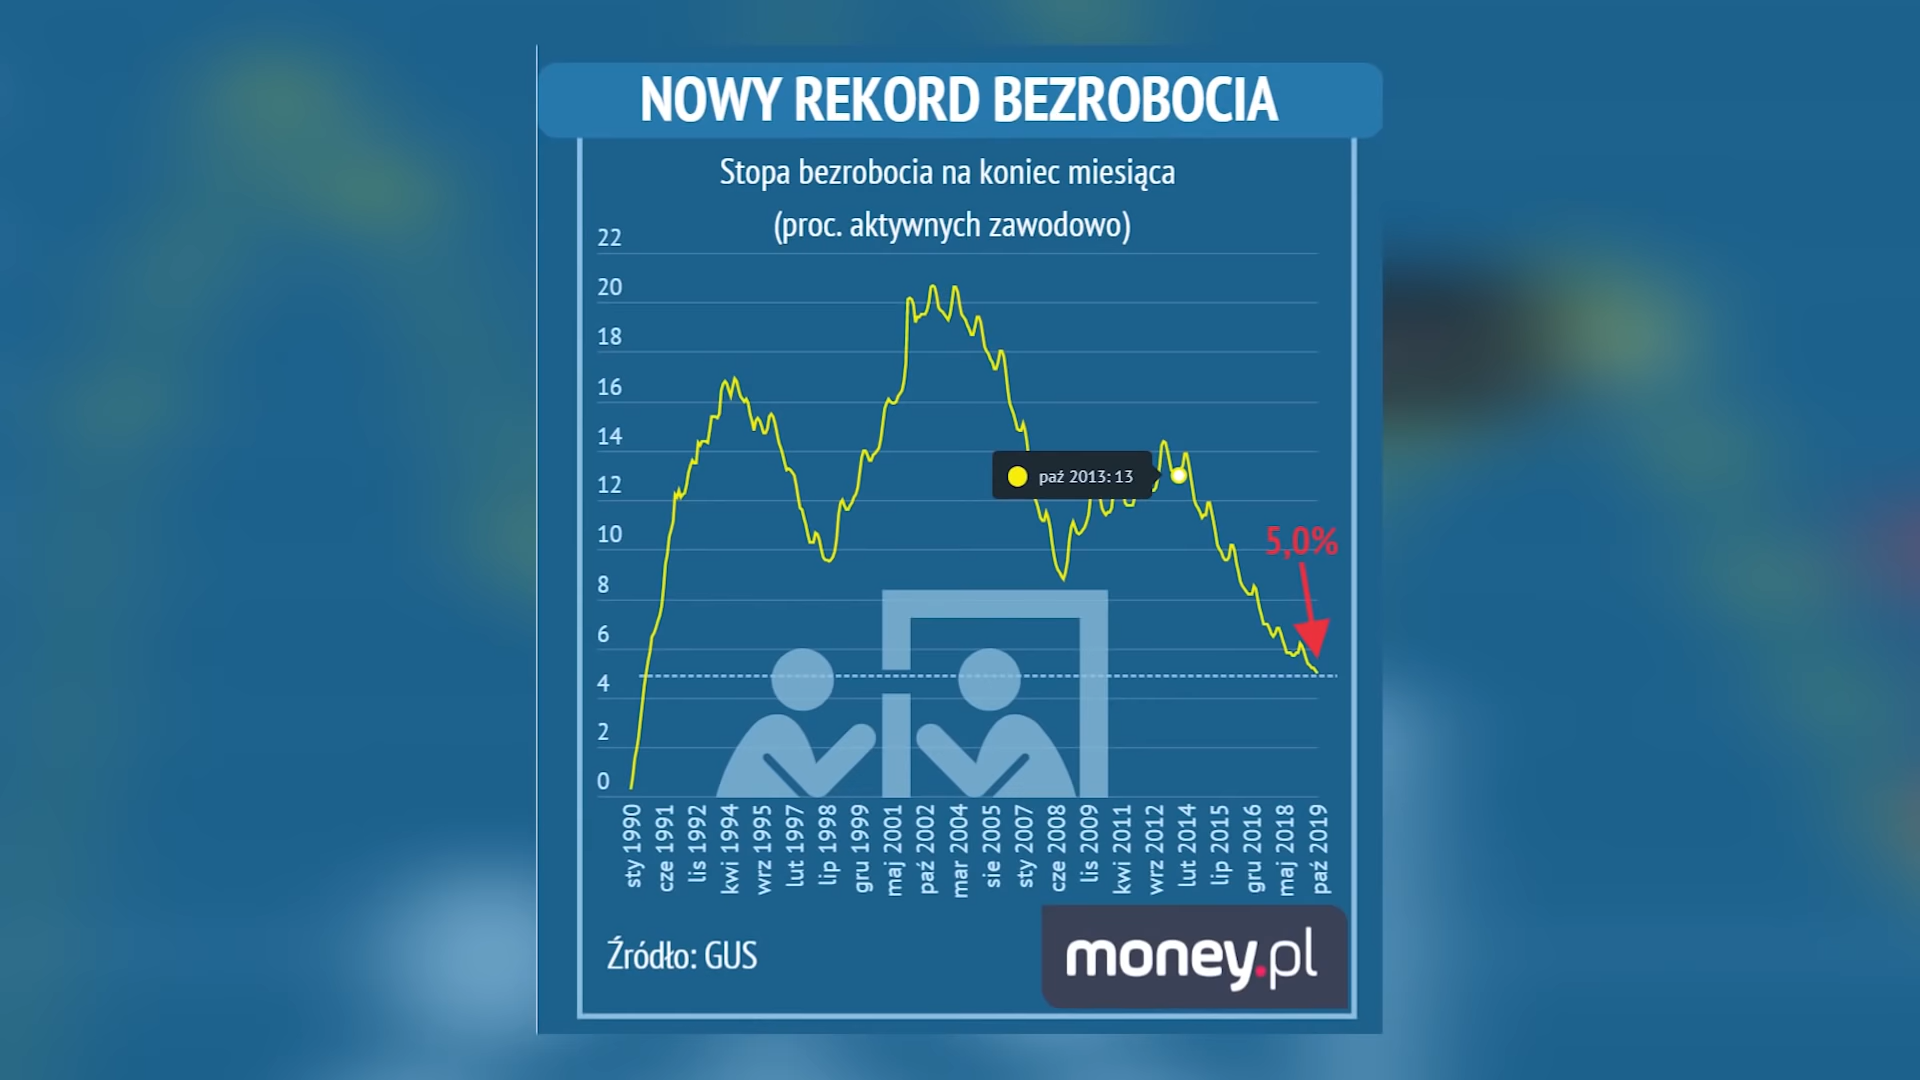 NOWY REKORD BEZROBOCIA
Stopa bezrobocia na koniec miesiąca
(proc. aktywnych zawodowo)
22
20
18
16
14
12
10
8
6
4
2
0
paź 2013: 13
5,0%
sty 1990
cze 1991
lis 1992
kwi 1994
wrz 1995
lut 1997
lip 1998
gru 1999
maj 2001
paź 2002
mar 2004
sie 2005
sty 2007
cze 2008
lis 2009
kwi 2011
wrz 2012
lut 2014
lip 2015
gru 2016
maj 2018
paź 2019
Źródło: GUS
money.pl